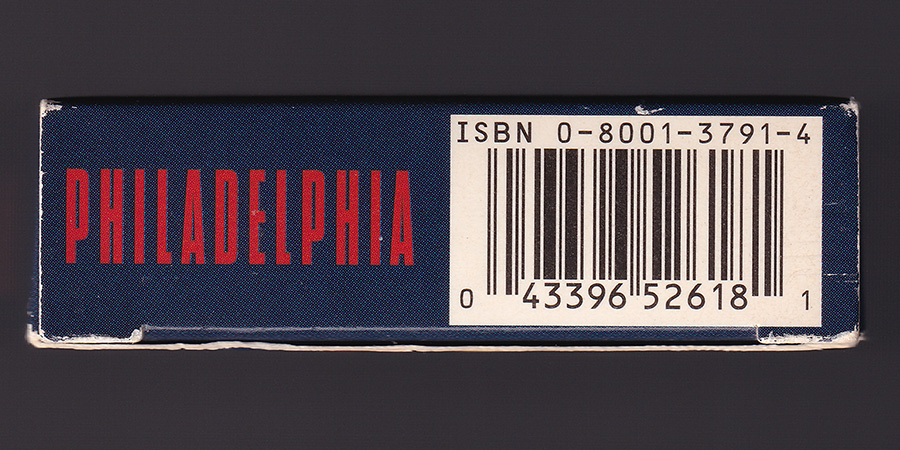 PHILADELPHIA
ISBN 0-8001-3791-4
0 43396 52618 1